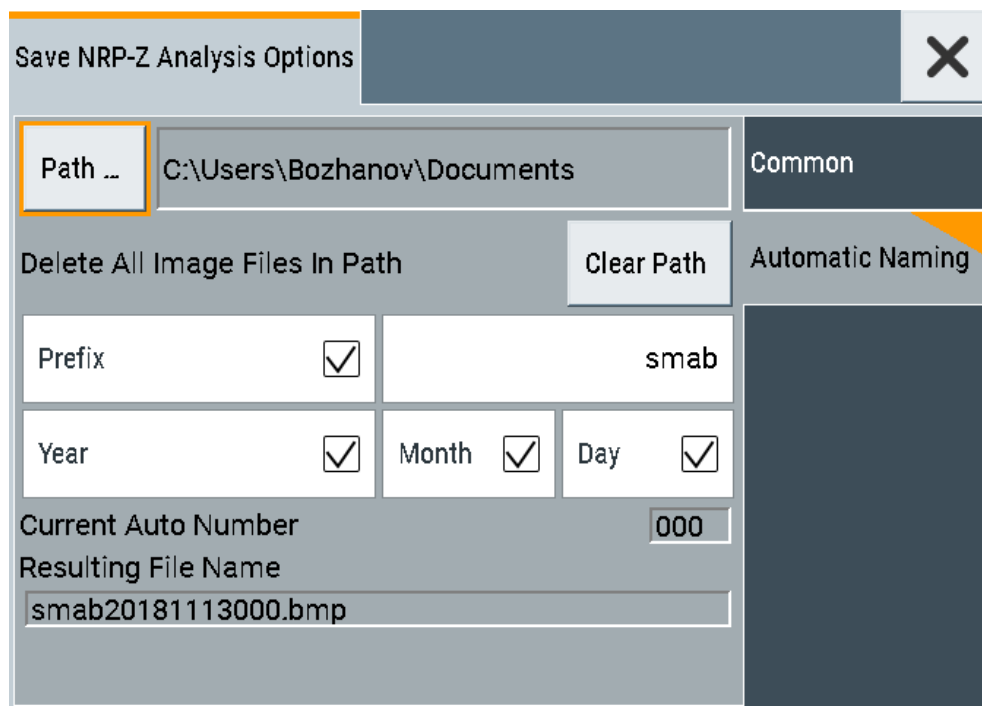 Save NRP-Z Analysis Options
Path ...
C:\Users\Bozhanov\Documents
Common
Delete All Image Files In Path
Clear Path
Automatic Naming
Prefix
smab
Year
Month
Day
Current Auto Number
000
Resulting File Name
smab20181113000.bmp